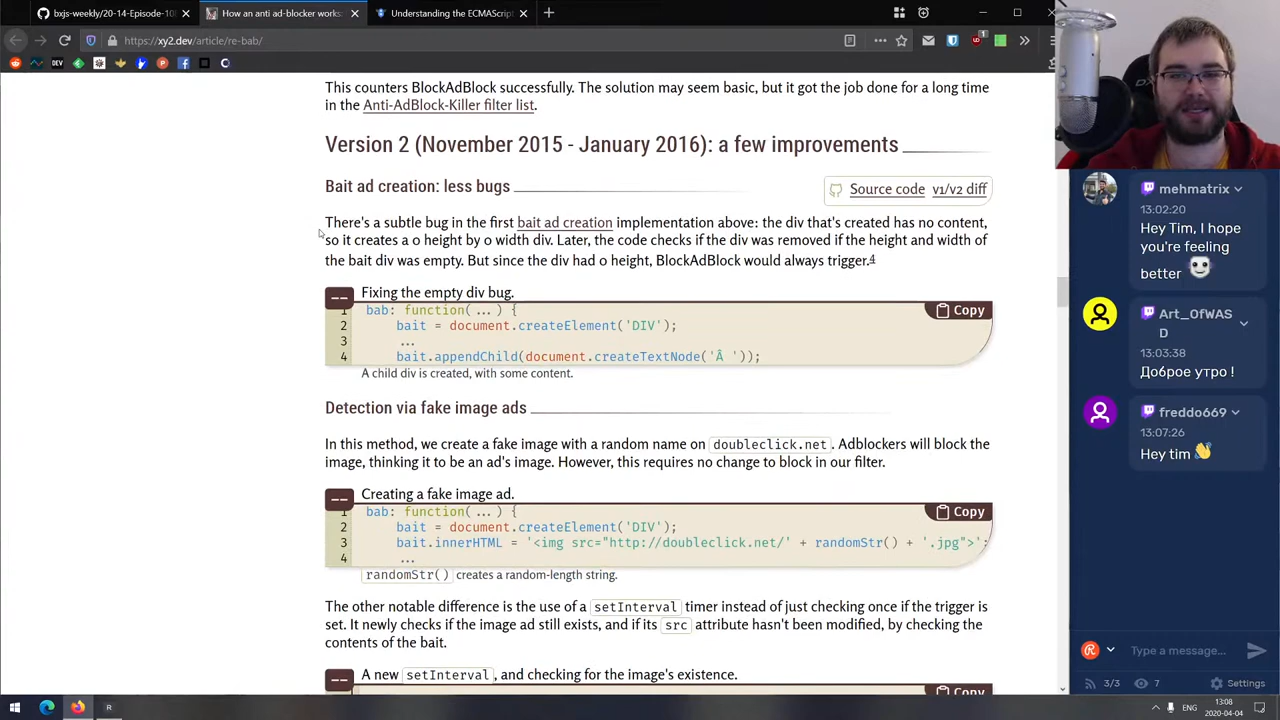 bxjs-weekly/20-14-Episode-108
How an anti ad-blocker works:
Understanding the ECMAScript
https://xy2.dev/article/re-bab/
This counters BlockAdBlock successfully. The solution may seem basic, but it got the job done for a long time
in the Anti-AdBlock-Killer filter list.
Version 2 (November 2015 - January 2016): a few improvements
Bait ad creation: less bugs
Source code v1/v2 diff
There's a subtle bug in the first bait ad creation implementation above: the div that's created has no content,
so it creates a 0 height by 0 width div. Later, the code checks if the div was removed if the height and width of
the bait div was empty. But since the div had 0 height, BlockAdBlock would always trigger.4
Fixing the empty div bug.
Copy
1 bab: function(...) {
2 bait = document.createElement('DIV');
3 ...
4 bait.appendChild(document.createTextNode('Â '));
A child div is created, with some content.
Detection via fake image ads
In this method, we create a fake image with a random name on doubleclick.net. Adblockers will block the
image, thinking it to be an ad's image. However, this requires no change to block in our filter.
Creating a fake image ad.
Copy
1 bab: function(...) {
2 bait = document.createElement('DIV');
3 bait.innerHTML = '<img src="http://doubleclick.net/' + randomStr() + '.jpg">';
4 ...
randomStr() creates a random-length string.
The other notable difference is the use of a setInterval timer instead of just checking once if the trigger is
set. It newly checks if the image ad still exists, and if its src attribute hasn't been modified, by checking the
contents of the bait.
A new setInterval, and checking for the image's existence.
Copy
mehmatrix
13:02:20
Hey Tim, I hope
you're feeling
better
Art_OfWAS
D
13:03:38
Доброе утро !
freddo669
13:07:26
Hey tim
Type a message...
3/3 7 Settings
ENG
13:08
2020-04-04